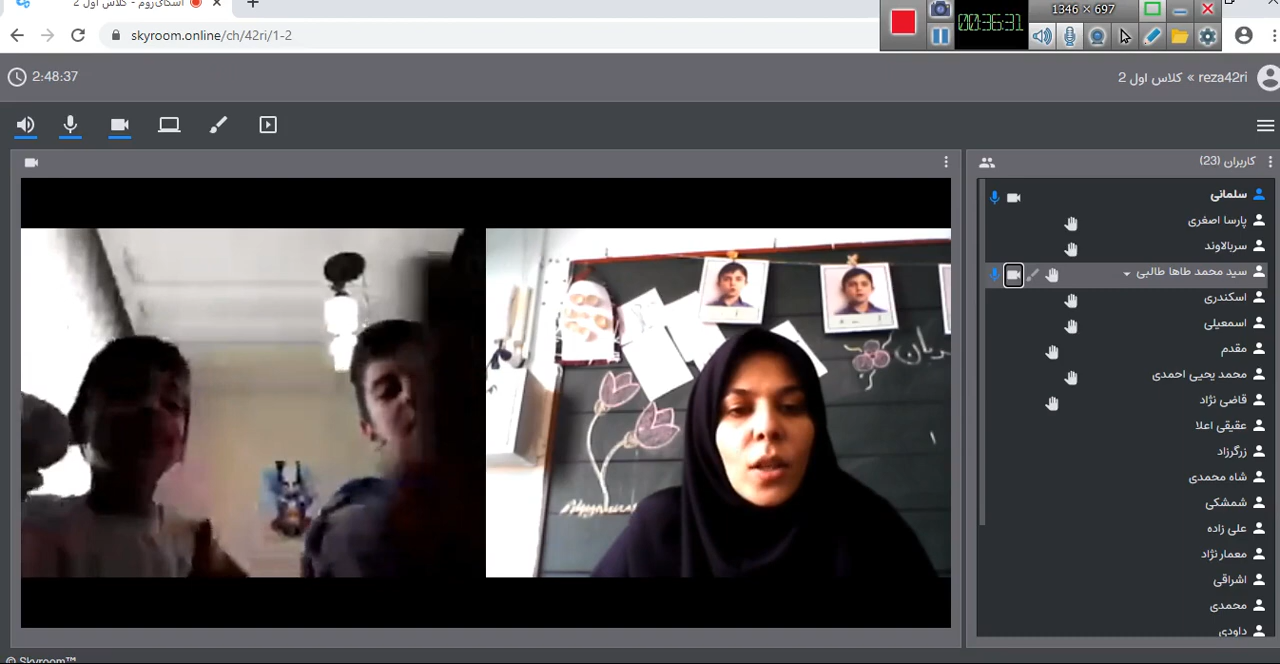 اسکای‌روم - کلاس اول 2
skyroom.online/ch/42ri/1-2
00:36:31
1346 × 697
2:48:37
reza42ri » کلاس اول 2
کاربران (23)
سلمانی
پارسا اصغری
سربالاوند
سید محمد طاها طالبی
اسکندری
اسمعیلی
مقدم
محمد یحیی احمدی
قاضی نژاد
عقیقی اعلا
زرگرزاد
شاه محمدی
شمشکی
علی زاده
معمار نژاد
اشراقی
محمدی
داودی
© Skyroom™